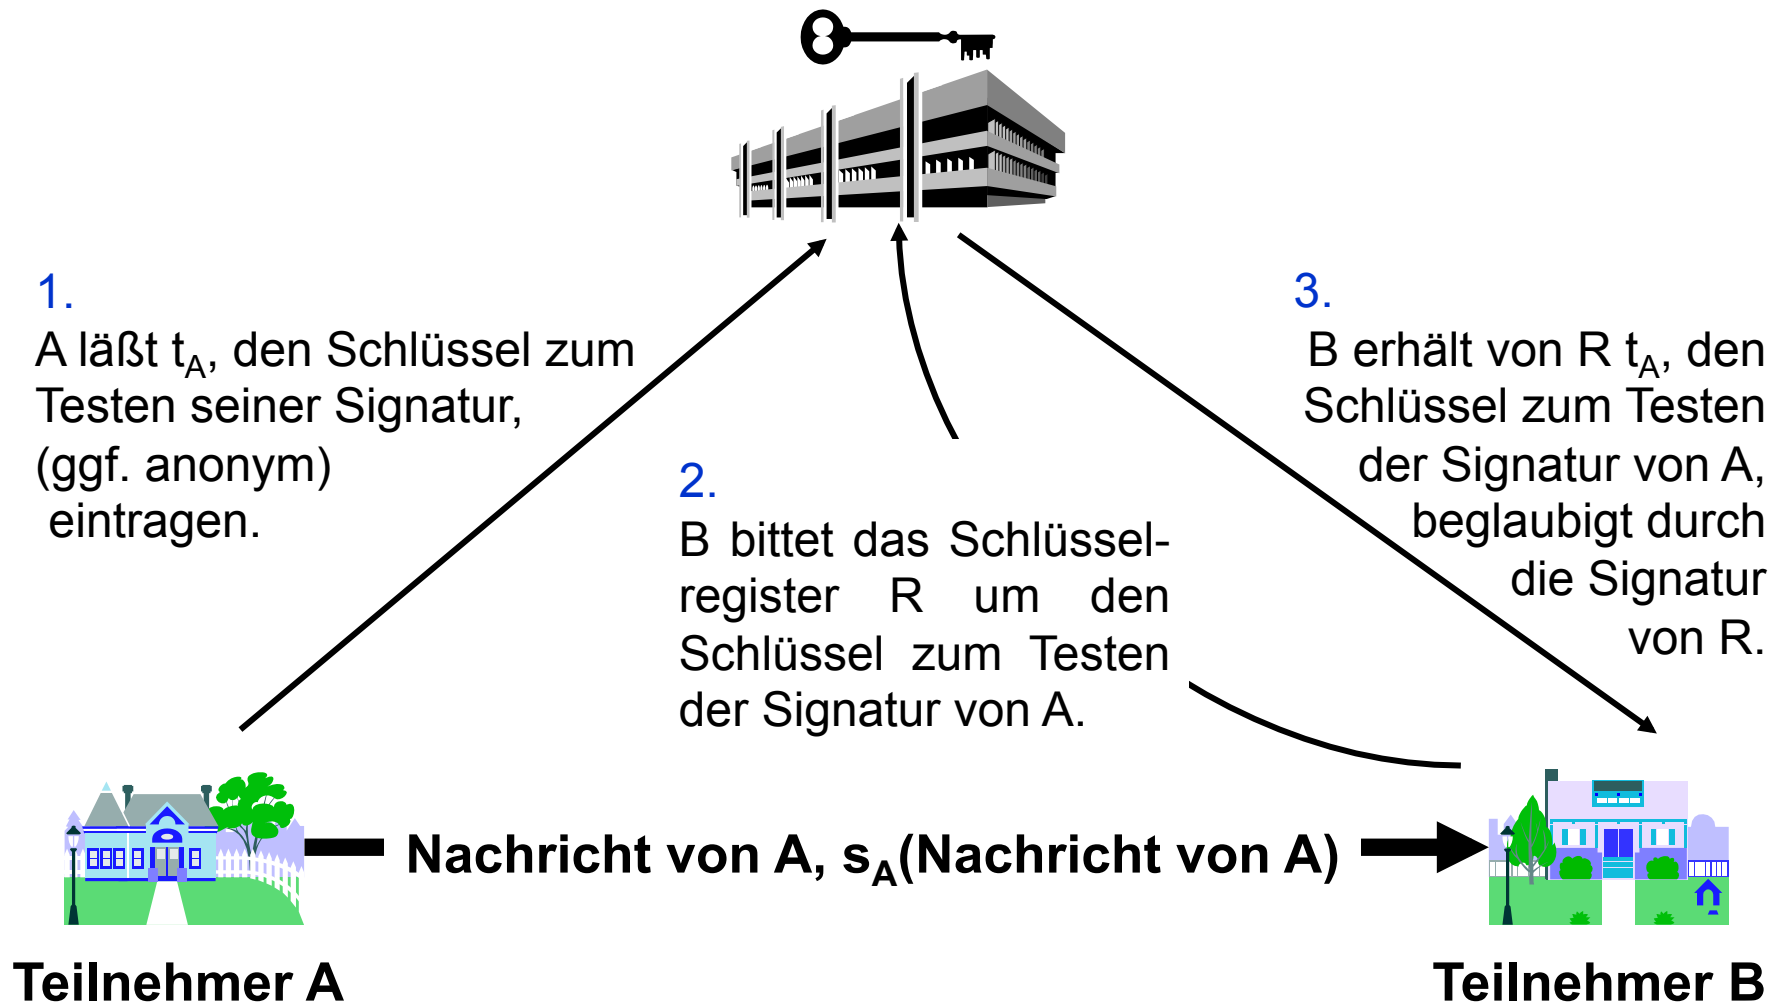 1.
A läßt tA, den Schlüssel zum
Testen seiner Signatur,
(ggf. anonym)
eintragen.
2.
B bittet das Schlüssel-
register R um den
Schlüssel zum Testen
der Signatur von A.
3.
B erhält von R tA, den
Schlüssel zum Testen
der Signatur von A,
beglaubigt durch
die Signatur
von R.
Nachricht von A, sA(Nachricht von A)
Teilnehmer A
Teilnehmer B